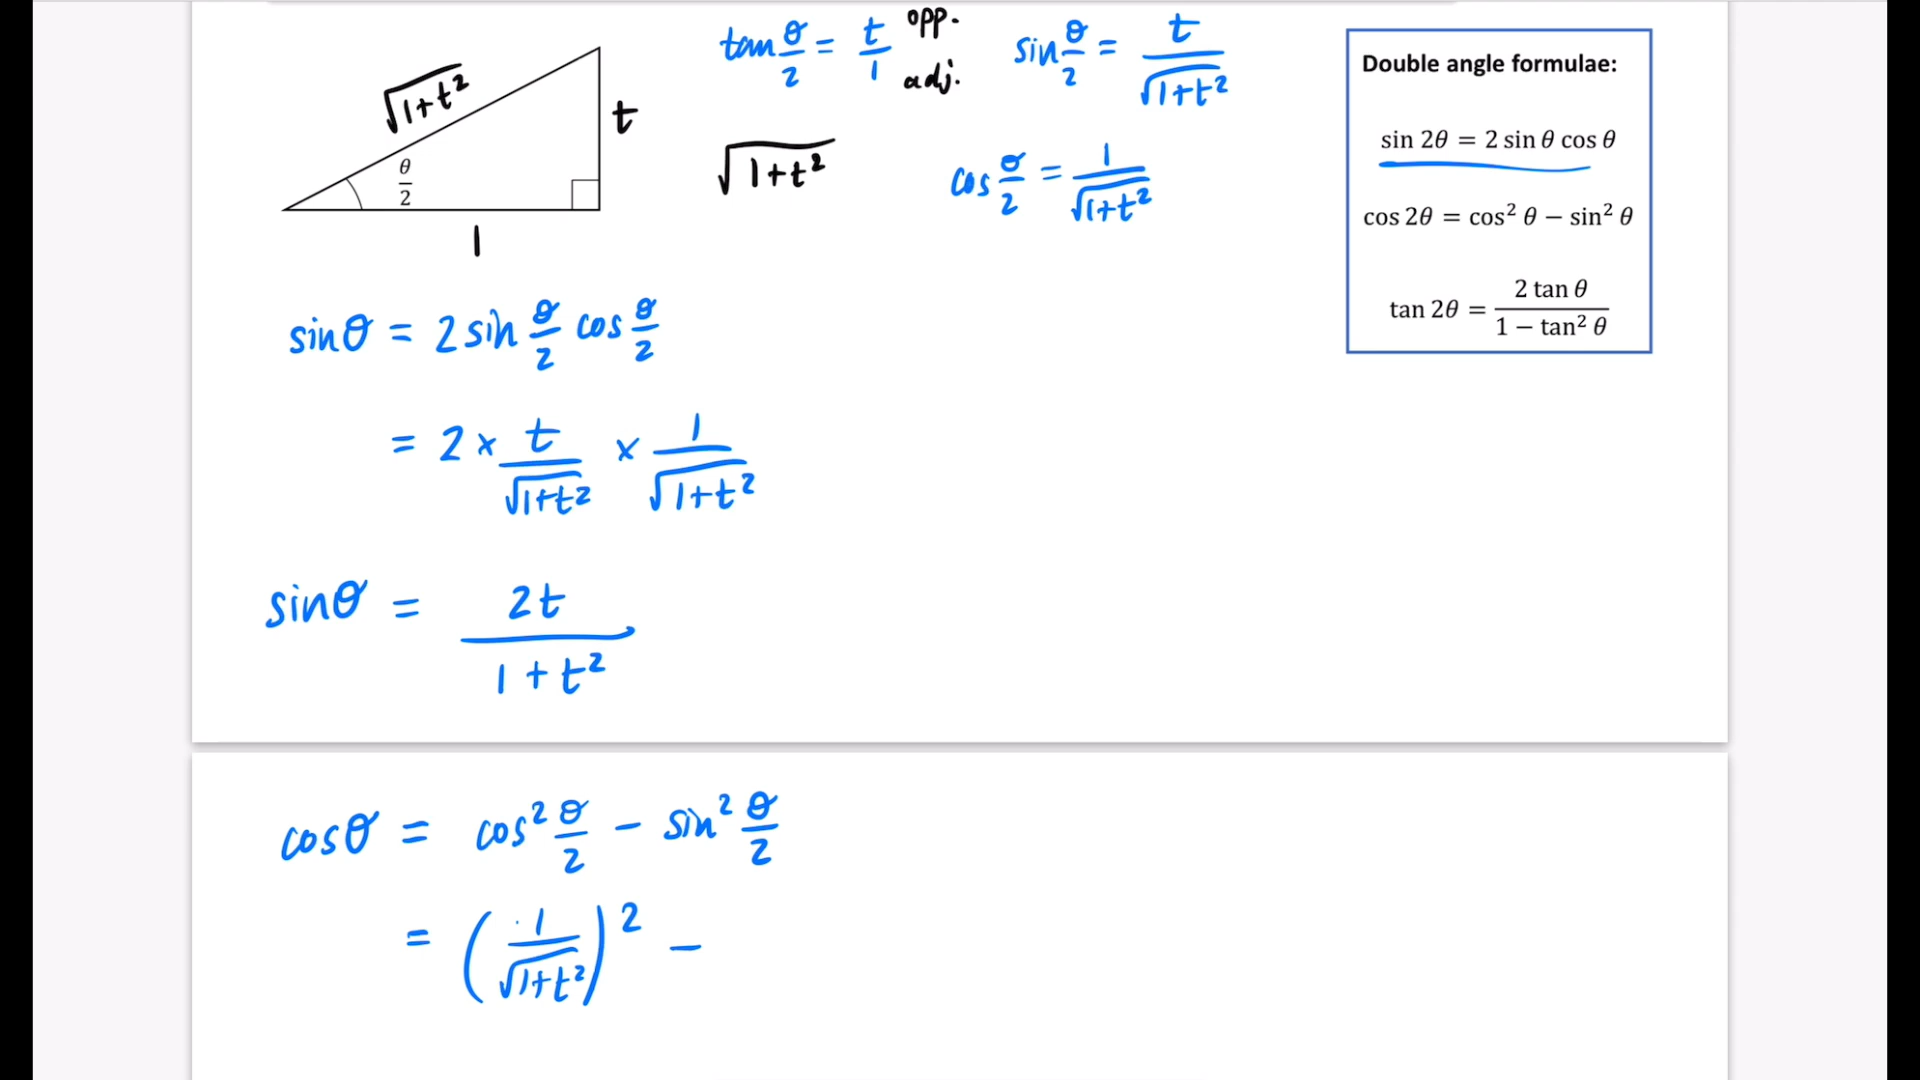 √(1+t²)
t
θ/2
1
tan θ/2 = t/1 opp. adj.
sin θ/2 = t/√(1+t²)
√(1+t²)
cos θ/2 = 1/√(1+t²)
Double angle formulae:
sin 2θ = 2 sin θ cos θ
cos 2θ = cos² θ − sin² θ
tan 2θ = 2 tan θ / 1 − tan² θ
sinθ = 2 sin θ/2 cos θ/2
= 2 × t/√(1+t²) × 1/√(1+t²)
sinθ = 2t / 1 + t²
cosθ = cos² θ/2 − sin² θ/2
= (1/√(1+t²))² −